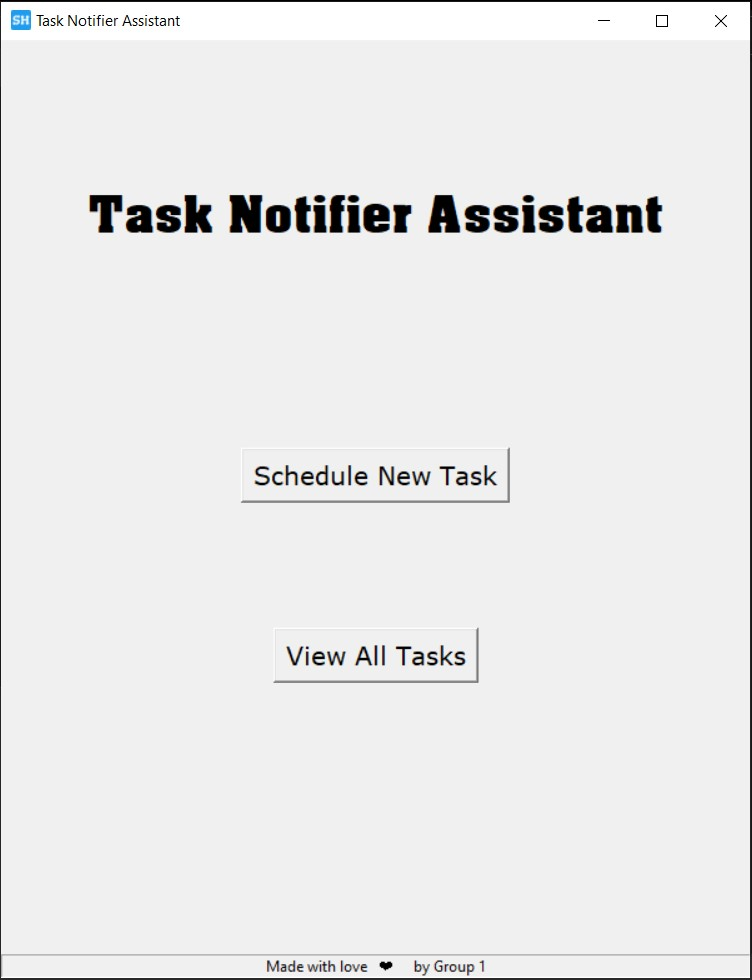 SH Task Notifier Assistant
Task Notifier Assistant
Schedule New Task
View All Tasks
Made with love ❤ by Group 1